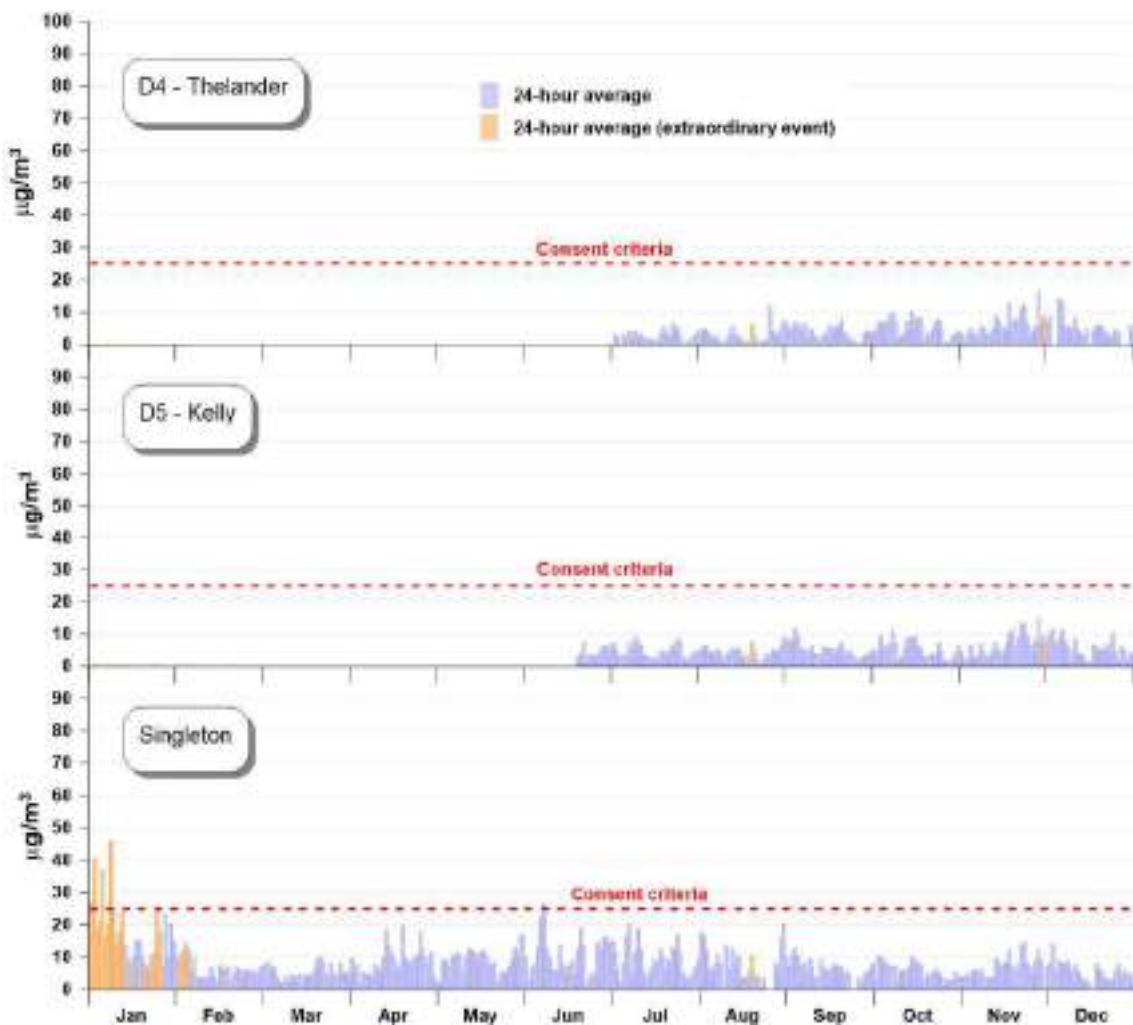 100
90
80
70
60
50
40
30
20
10
0
µg/m³
D4 - Thelander
24-hour average
24-hour average (extraordinary event)
Consent criteria
90
80
70
60
50
40
30
20
10
0
µg/m³
D5 - Kelly
Consent criteria
90
80
70
60
50
40
30
20
10
0
µg/m³
Singleton
Consent criteria
Jan Feb Mar Apr May Jun Jul Aug Sep Oct Nov Dec